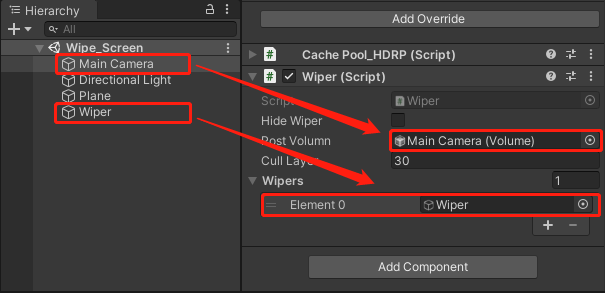 Hierarchy
All
Wipe_Screen
Main Camera
Directional Light
Plane
Wiper
Add Override
Cache Pool_HDRP (Script)
Wiper (Script)
Script Wiper
Hide Wiper
Post Volumn Main Camera (Volume)
Cull Layer 30
Wipers 1
Element 0 Wiper
Add Component